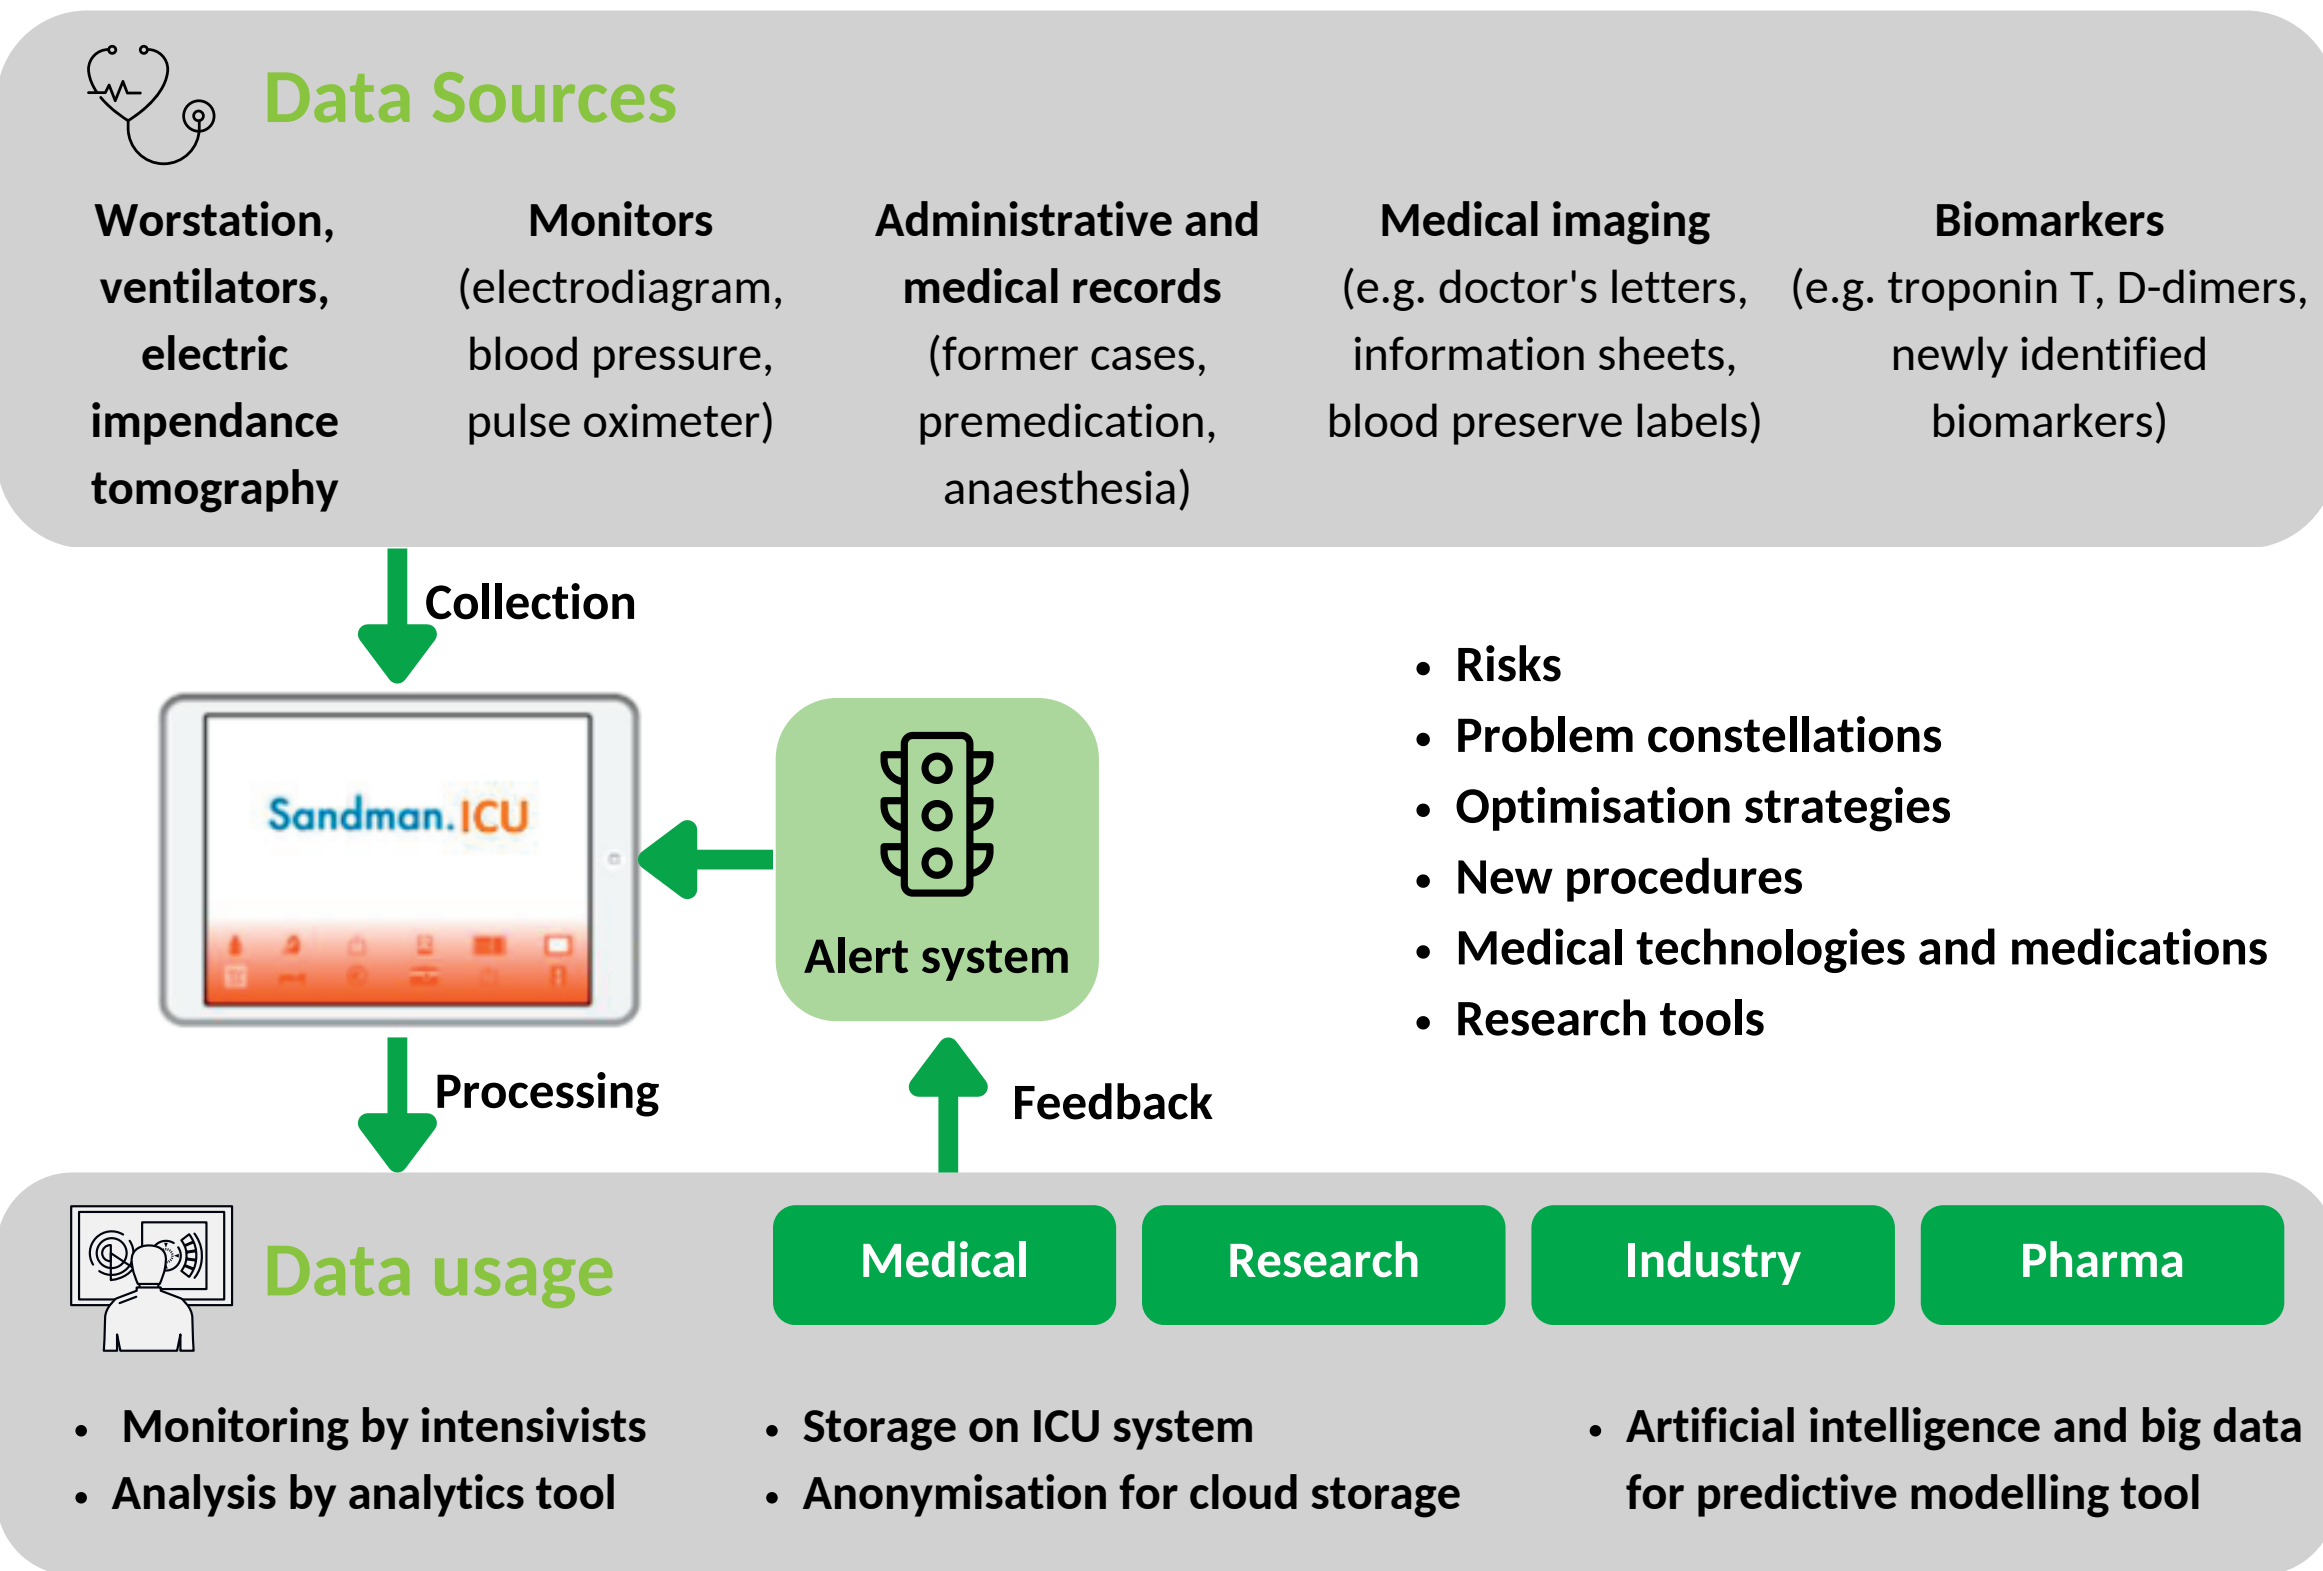 Data Sources
Worstation,
ventilators,
electric
impendance
tomography
Monitors
(electrodiagram,
blood pressure,
pulse oximeter)
Administrative and
medical records
(former cases,
premedication,
anaesthesia)
Medical imaging
(e.g. doctor's letters,
information sheets,
blood preserve labels)
Biomarkers
(e.g. troponin T, D-dimers,
newly identified
biomarkers)
Collection
Sandman.ICU
Alert system
• Risks
• Problem constellations
• Optimisation strategies
• New procedures
• Medical technologies and medications
• Research tools
Processing
Feedback
Data usage
Medical
Research
Industry
Pharma
• Monitoring by intensivists
• Analysis by analytics tool
• Storage on ICU system
• Anonymisation for cloud storage
• Artificial intelligence and big data
for predictive modelling tool